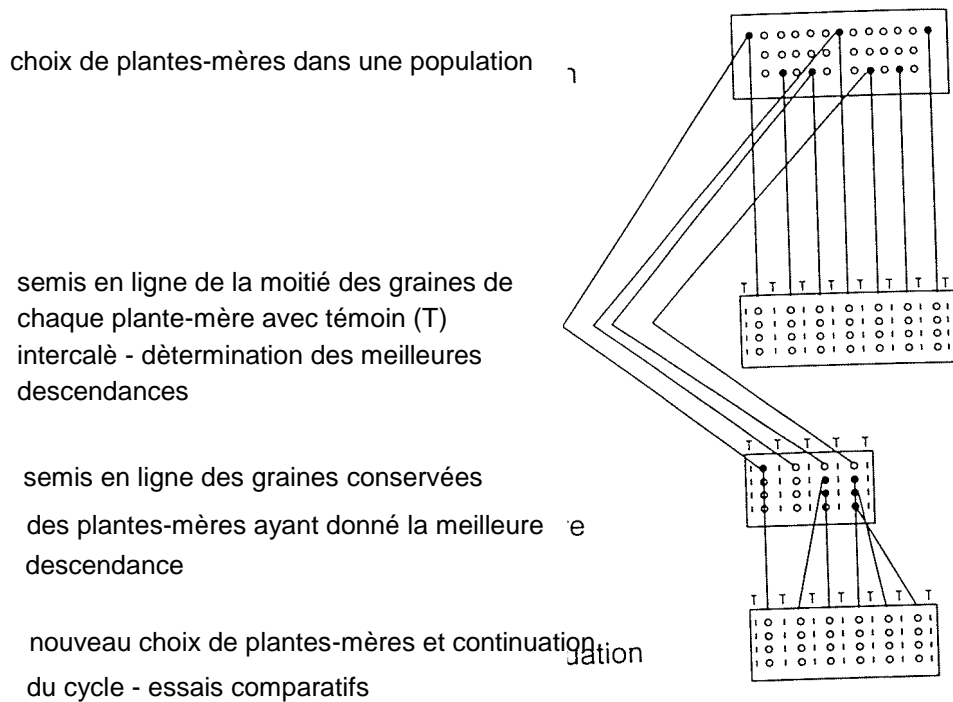 choix de plantes-mères dans une population
semis en ligne de la moitié des graines de
chaque plante-mère avec témoin (T)
intercalè - dètermination des meilleures
descendances
T T T T T T T
semis en ligne des graines conservées
T T T T T
des plantes-mères ayant donné la meilleure e
descendance
T T T T T T
nouveau choix de plantes-mères et continuation
uation
du cycle - essais comparatifs